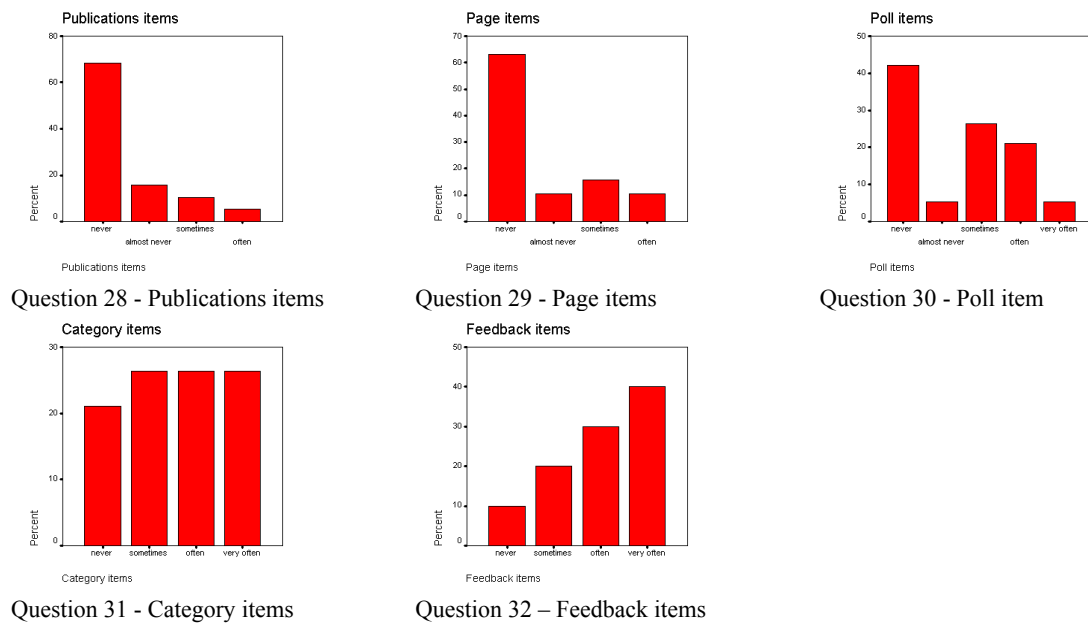 Publications items
80
60
40
20
0
Percent
never
almost never
sometimes
often
Publications items
Question 28 - Publications items
Page items
70
60
50
40
30
20
10
0
Percent
never
almost never
sometimes
often
Page items
Question 29 - Page items
Poll items
50
40
30
20
10
0
Percent
never
almost never
sometimes
often
very often
Poll items
Question 30 - Poll item
Category items
30
20
10
0
Percent
never
sometimes
often
very often
Category items
Question 31 - Category items
Feedback items
50
40
30
20
10
0
Percent
never
sometimes
often
very often
Feedback items
Question 32 – Feedback items